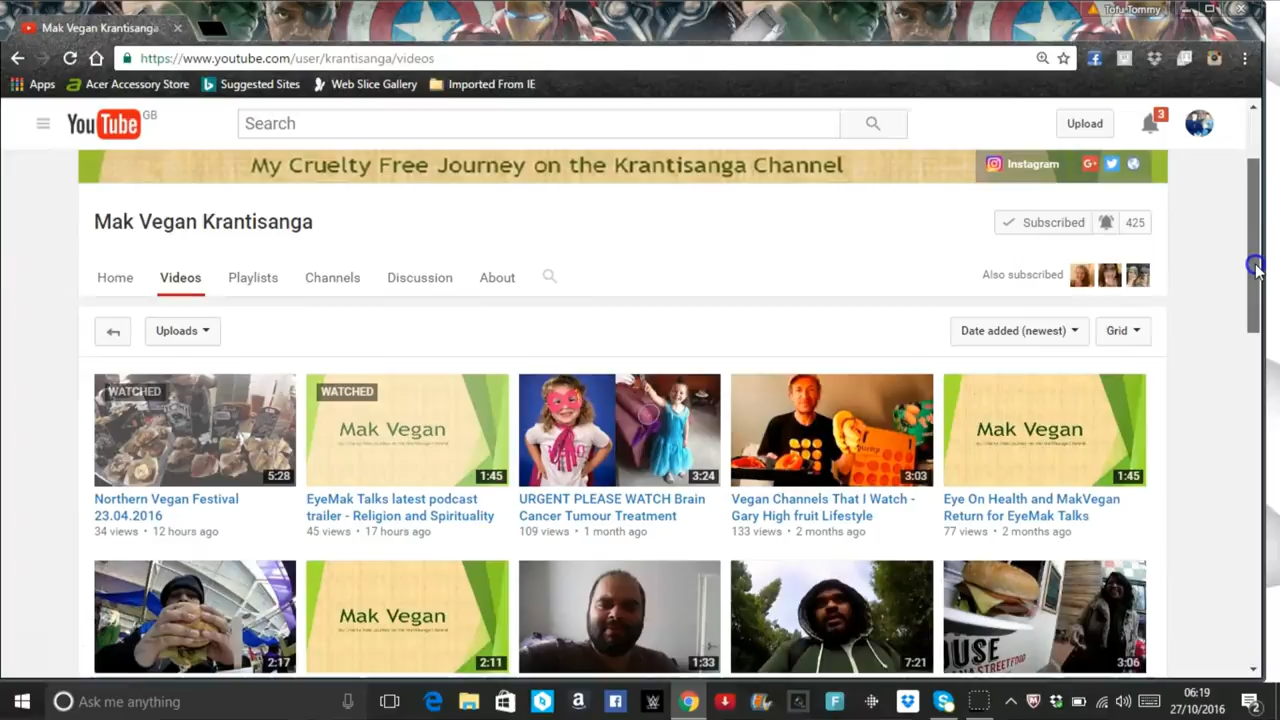 Mak Vegan Krantisanga
Tofu-Tommy
https://www.youtube.com/user/krantisanga/videos
Apps Acer Accessory Store Suggested Sites Web Slice Gallery Imported From IE
YouTube GB
Search
Upload
3
My Cruelty Free Journey on the Krantisanga Channel
Instagram
G+
Mak Vegan Krantisanga
Subscribed 425
Home Videos Playlists Channels Discussion About
Also subscribed
Uploads
Date added (newest)
Grid
WATCHED
5:28
WATCHED
Mak Vegan
1:45
3:24
3:03
Mak Vegan
1:45
Northern Vegan Festival
23.04.2016
34 views • 12 hours ago
EyeMak Talks latest podcast
trailer - Religion and Spirituality
45 views • 17 hours ago
URGENT PLEASE WATCH Brain
Cancer Tumour Treatment
109 views • 1 month ago
Vegan Channels That I Watch -
Gary High fruit Lifestyle
133 views • 2 months ago
Eye On Health and MakVegan
Return for EyeMak Talks
77 views • 2 months ago
2:17
Mak Vegan
2:11
1:33
7:21
3:06
Ask me anything
06:19
27/10/2016
2